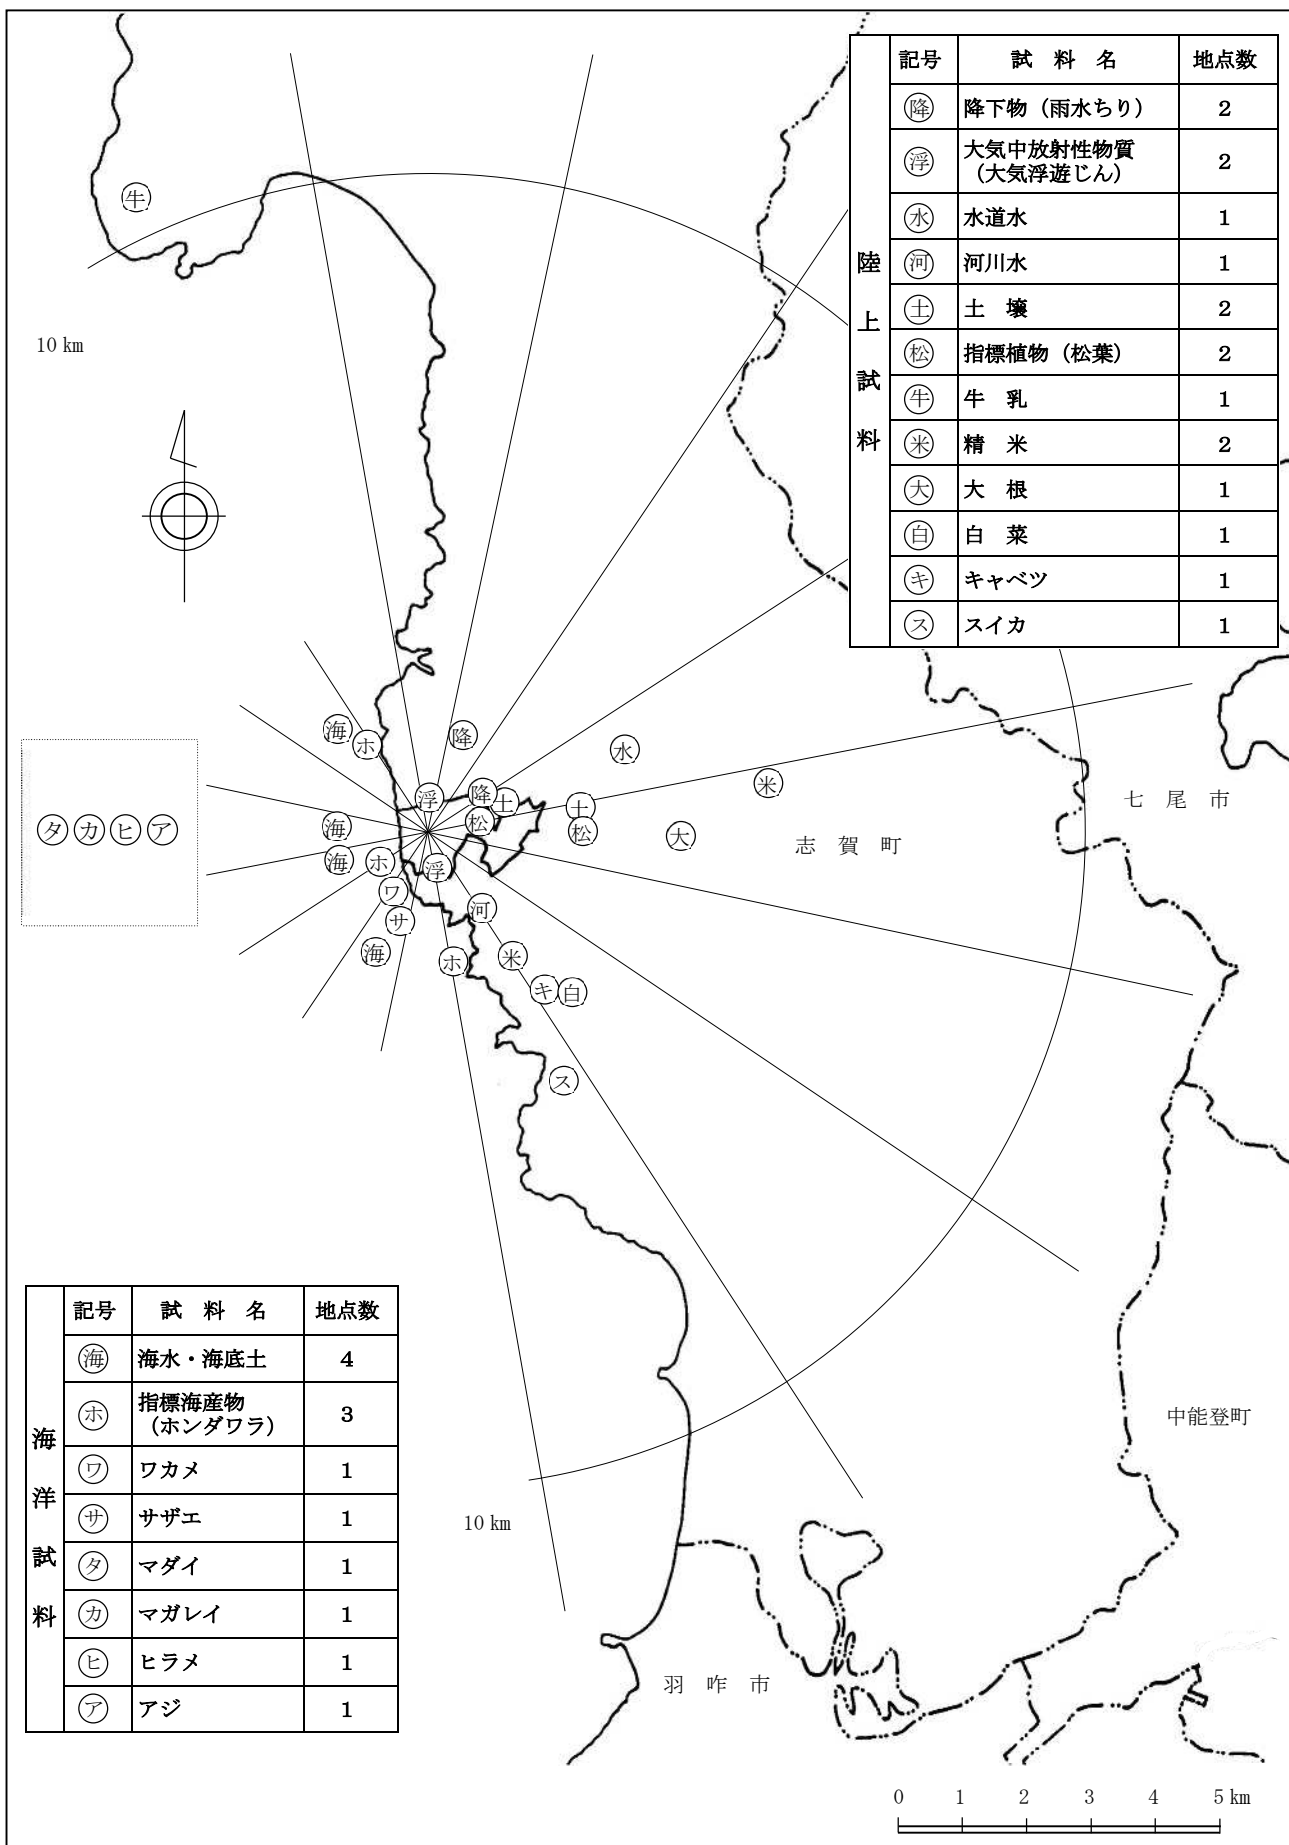 陸上試料
記号 試料名 地点数
降 降下物（雨水ちり） 2
浮 大気中放射性物質
（大気浮遊じん） 2
水 水道水 1
河 河川水 1
土 土壌 2
松 指標植物（松葉） 2
牛 牛乳 1
米 精米 2
大 大根 1
白 白菜 1
キ キャベツ 1
ス スイカ 1
牛
10 km
海
ホ
降
水
米
七尾市
浮
降
土
土
タ カ ヒ ア
海
松
松
大
志賀町
海
ホ
浮
ワ
河
サ
海
ホ
米
キ 白
ス
海洋試料
記号 試料名 地点数
海 海水・海底土 4
ホ 指標海産物
（ホンダワラ） 3
ワ ワカメ 1
サ サザエ 1
タ マダイ 1
カ マガレイ 1
ヒ ヒラメ 1
ア アジ 1
中能登町
10 km
羽咋市
0 1 2 3 4 5 km